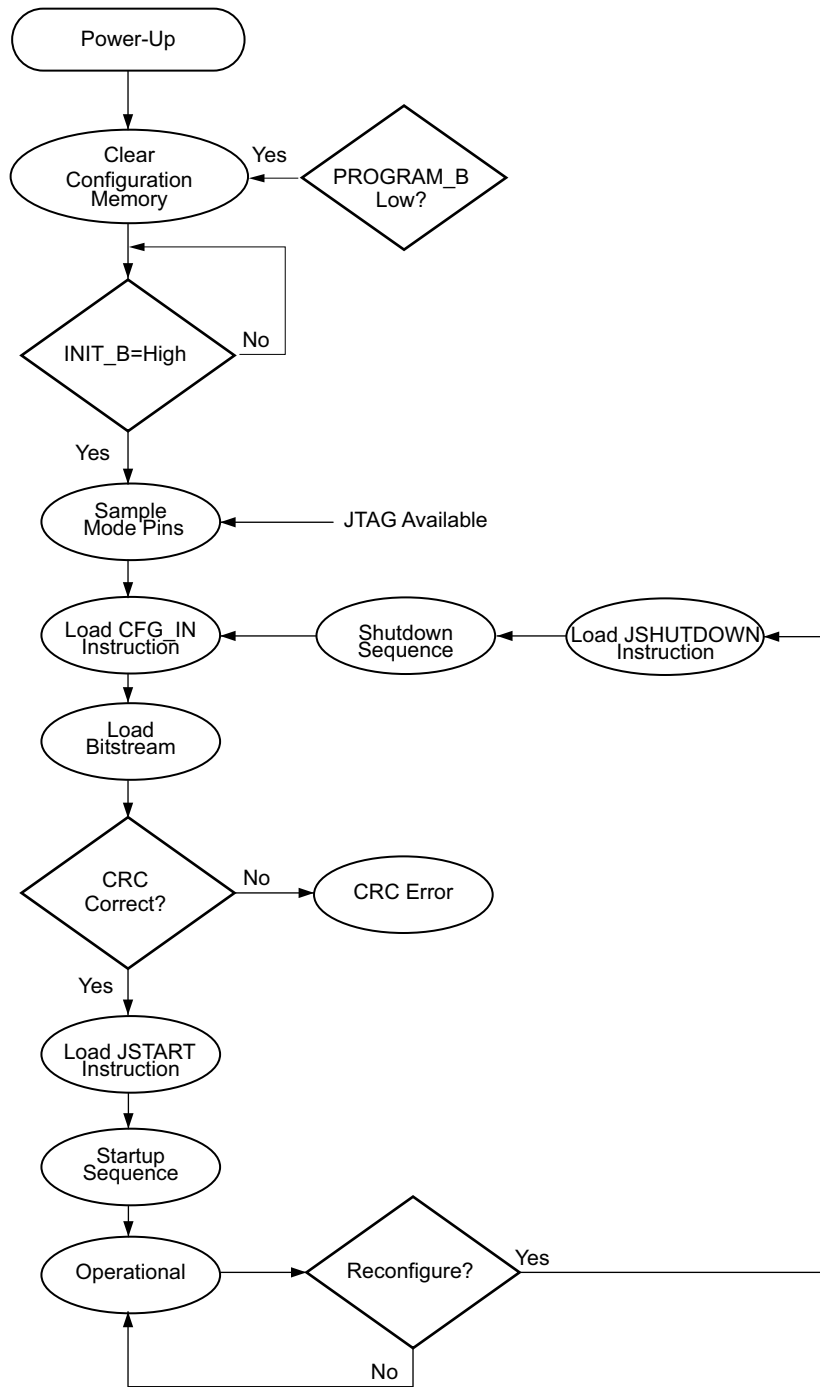 Power-Up
Clear
Configuration
Memory
Yes
PROGRAM_B
Low?
INIT_B=High
No
Yes
Sample
Mode Pins
JTAG Available
Load CFG_IN
Instruction
Shutdown
Sequence
Load JSHUTDOWN
Instruction
Load
Bitstream
CRC
Correct?
No
CRC Error
Yes
Load JSTART
Instruction
Startup
Sequence
Operational
Reconfigure?
Yes
No